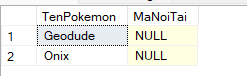 TenPokemon MaNoiTai
1 Geodude NULL
2 Onix NULL